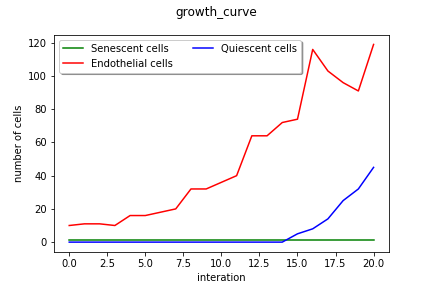 growth_curve
Senescent cells
Endothelial cells
Quiescent cells
number of cells
120
100
80
60
40
20
0
0.0 2.5 5.0 7.5 10.0 12.5 15.0 17.5 20.0
interation